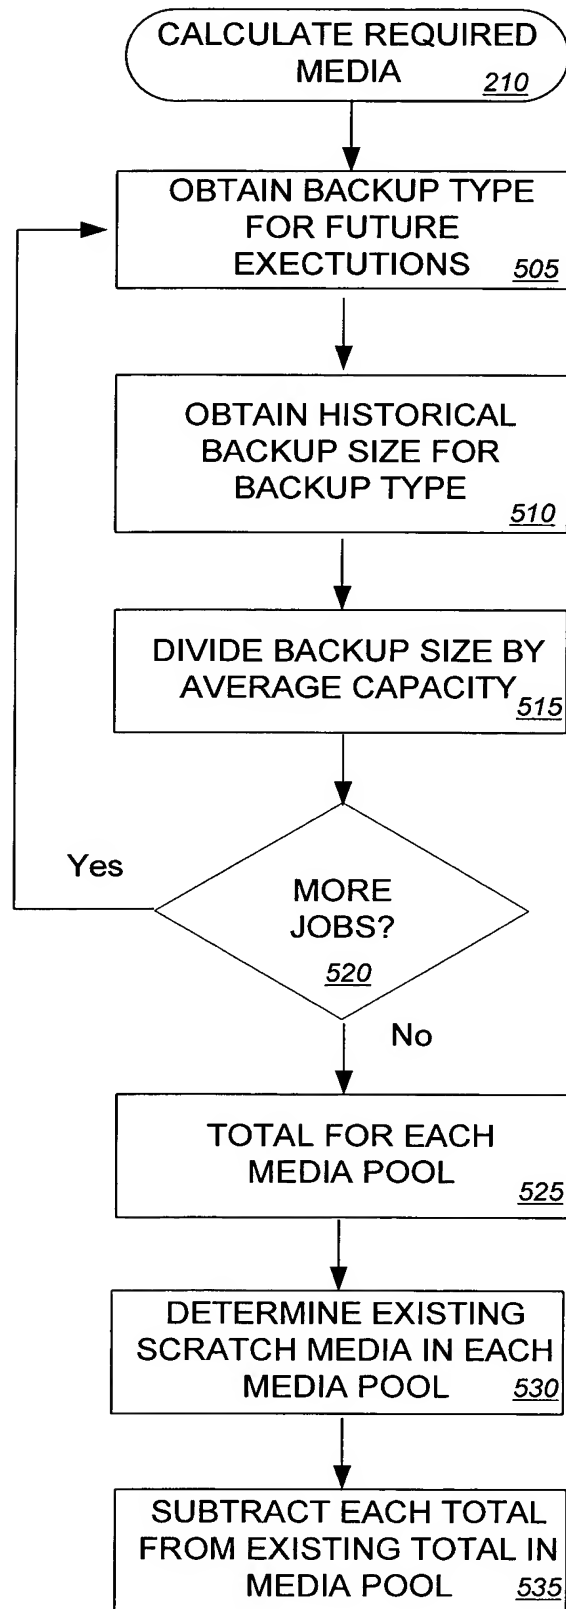 CALCULATE REQUIRED
MEDIA 210
OBTAIN BACKUP TYPE
FOR FUTURE
EXECTUTIONS 505
OBTAIN HISTORICAL
BACKUP SIZE FOR
BACKUP TYPE 510
DIVIDE BACKUP SIZE BY
AVERAGE CAPACITY 515
Yes
MORE
JOBS?
520
No
TOTAL FOR EACH
MEDIA POOL 525
DETERMINE EXISTING
SCRATCH MEDIA IN EACH
MEDIA POOL 530
SUBTRACT EACH TOTAL
FROM EXISTING TOTAL IN
MEDIA POOL 535